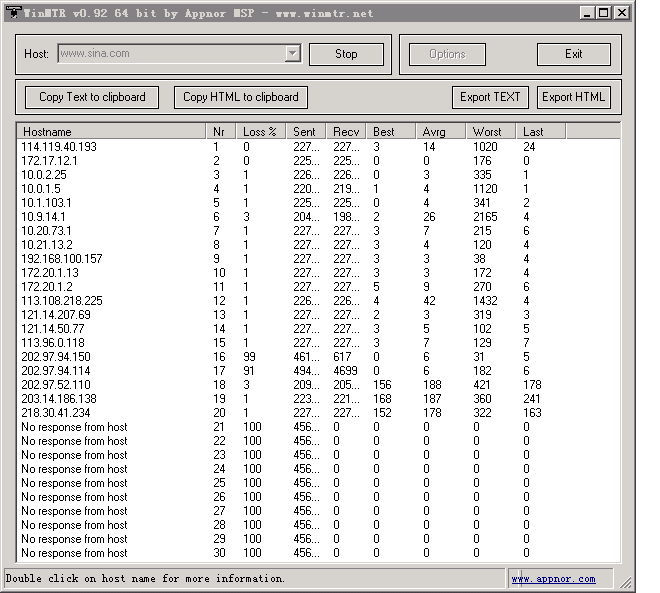 WinMTR v0.92 64 bit by Appnor MSP - www.winmtr.net
Host: www.sina.com Stop Options Exit
Copy Text to clipboard Copy HTML to clipboard Export TEXT Export HTML
Hostname Nr Loss % Sent Recv Best Avrg Worst Last
114.119.40.193 1 0 227... 227... 3 14 1020 24
172.17.12.1 2 0 225... 225... 0 0 176 0
10.0.2.25 3 1 226... 226... 0 3 335 1
10.0.1.5 4 1 220... 219... 1 4 1120 1
10.1.103.1 5 1 225... 225... 0 4 341 2
10.9.14.1 6 3 204... 198... 2 26 2165 4
10.20.73.1 7 1 227... 227... 3 7 215 6
10.21.13.2 8 1 227... 227... 3 4 120 4
192.168.100.157 9 1 227... 227... 3 3 38 4
172.20.1.13 10 1 227... 227... 3 3 172 4
172.20.1.2 11 1 227... 227... 5 9 270 6
113.108.218.225 12 1 226... 226... 4 42 1432 4
121.14.207.69 13 1 227... 227... 2 3 319 3
121.14.50.77 14 1 227... 227... 3 5 102 5
113.96.0.118 15 1 227... 227... 3 7 129 7
202.97.94.150 16 99 461... 617 0 6 31 5
202.97.94.114 17 91 494... 4699 0 6 182 6
202.97.52.110 18 3 209... 205... 156 188 421 178
203.14.186.138 19 1 223... 221... 168 187 360 241
218.30.41.234 20 1 227... 227... 152 178 322 163
No response from host 21 100 456... 0 0 0 0 0
No response from host 22 100 456... 0 0 0 0 0
No response from host 23 100 456... 0 0 0 0 0
No response from host 24 100 456... 0 0 0 0 0
No response from host 25 100 456... 0 0 0 0 0
No response from host 26 100 456... 0 0 0 0 0
No response from host 27 100 456... 0 0 0 0 0
No response from host 28 100 456... 0 0 0 0 0
No response from host 29 100 456... 0 0 0 0 0
No response from host 30 100 456... 0 0 0 0 0
Double click on host name for more information. www.appnor.com